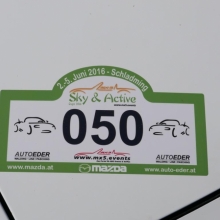 2.-5. Juni 2016 - Schladming
Sky & Active
050
AUTOEDER
AUTOEDER
www.mx5.events
www.mazda.at
mazda
www.auto-eder.at